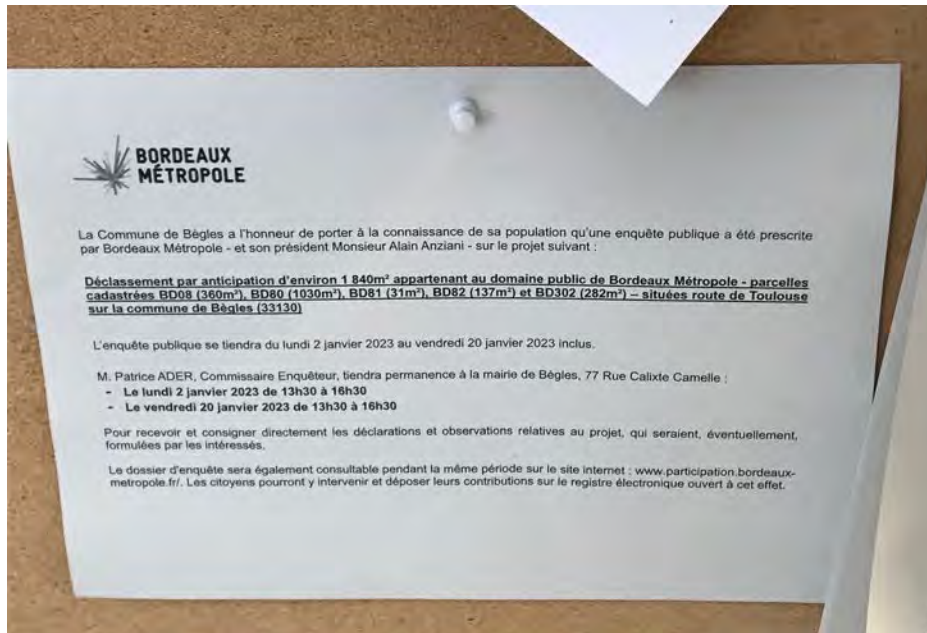 BORDEAUX
MÉTROPOLE
La Commune de Bègles a l'honneur de porter à la connaissance de sa population qu'une enquête publique a été prescrite
par Bordeaux Métropole - et son président Monsieur Alain Anziani - sur le projet suivant :
Déclassement par anticipation d'environ 1 840m² appartenant au domaine public de Bordeaux Métropole - parcelles
cadastrées BD08 (360m²), BD80 (1030m²), BD81 (31m²), BD82 (137m²) et BD302 (282m²) – situées route de Toulouse
sur la commune de Bègles (33130)
L'enquête publique se tiendra du lundi 2 janvier 2023 au vendredi 20 janvier 2023 inclus.
M. Patrice ADER, Commissaire Enquêteur, tiendra permanence à la mairie de Bègles, 77 Rue Calixte Camelle :
- Le lundi 2 janvier 2023 de 13h30 à 16h30
- Le vendredi 20 janvier 2023 de 13h30 à 16h30
Pour recevoir et consigner directement les déclarations et observations relatives au projet, qui seraient, éventuellement,
formulées par les intéressés.
Le dossier d'enquête sera également consultable pendant la même période sur le site internet : www.participation.bordeaux-
metropole.fr/. Les citoyens pourront y intervenir et déposer leurs contributions sur le registre électronique ouvert à cet effet.